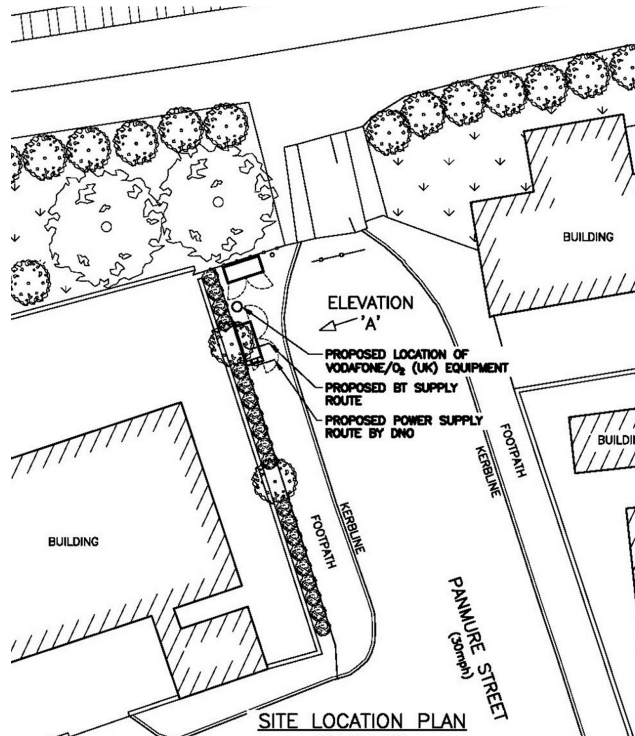 BUILDING
ELEVATION
'A'
PROPOSED LOCATION OF
VODAFONE/O₂ (UK) EQUIPMENT
PROPOSED BT SUPPLY
ROUTE
PROPOSED POWER SUPPLY
ROUTE BY DNO
FOOTPATH
KERBLINE
BUILDI
BUILDING
FOOTPATH
KERBLINE
PANMURE STREET
(30mph)
SITE LOCATION PLAN